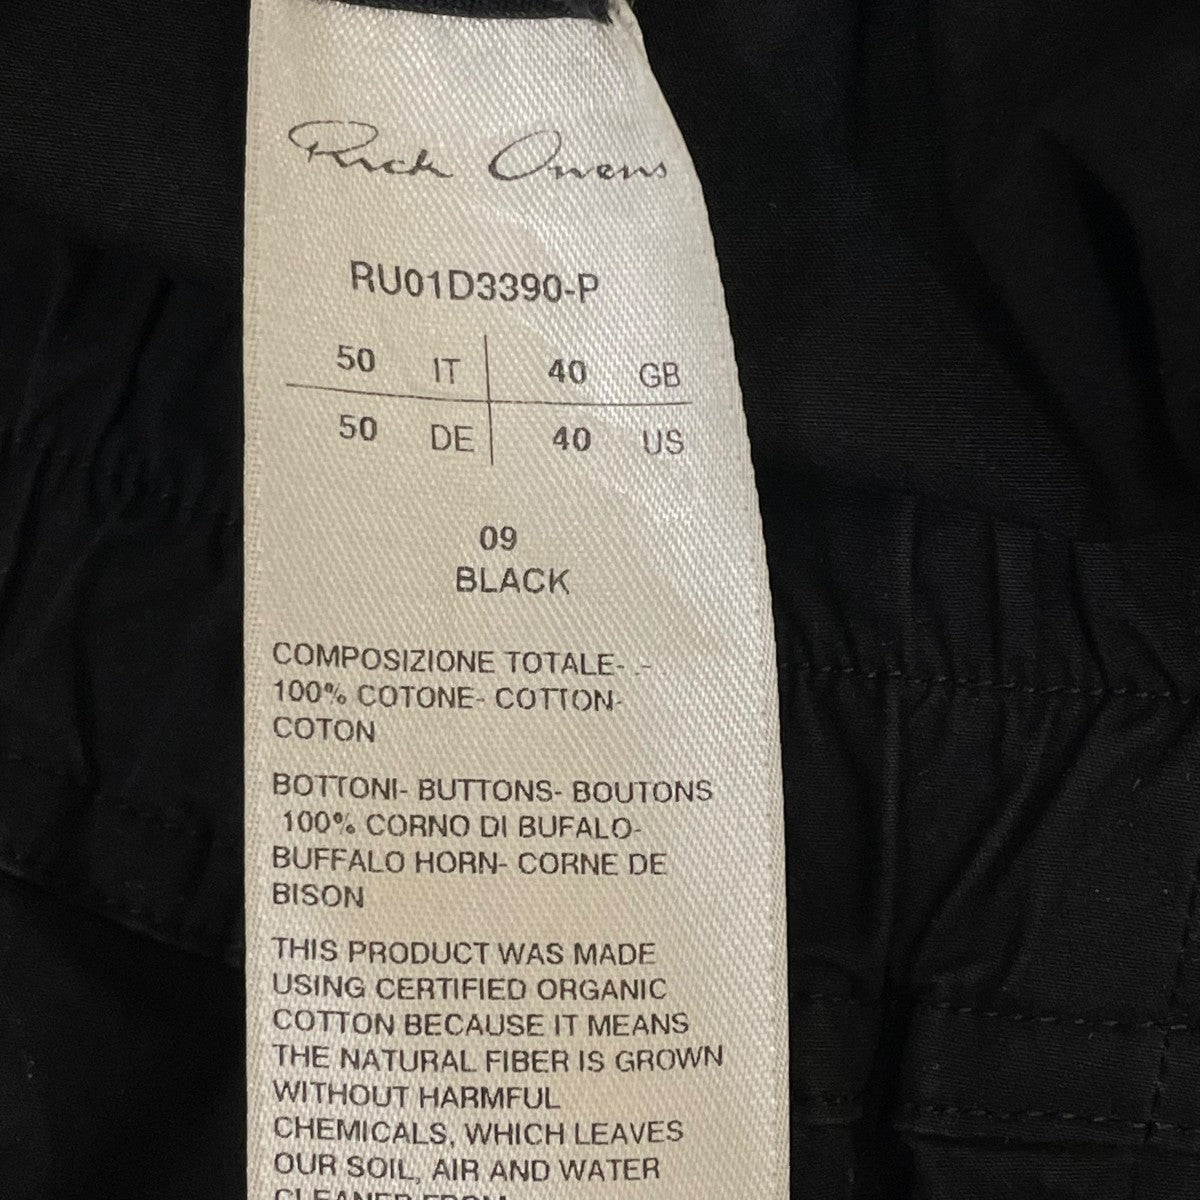 Rick Owens
RU01D3390-P
50 IT 40 GB
50 DE 40 US
09
BLACK
COMPOSIZIONE TOTALE- .-
100% COTONE- COTTON-
COTON
BOTTONI- BUTTONS- BOUTONS
100% CORNO DI BUFALO-
BUFFALO HORN- CORNE DE
BISON
THIS PRODUCT WAS MADE
USING CERTIFIED ORGANIC
COTTON BECAUSE IT MEANS
THE NATURAL FIBER IS GROWN
WITHOUT HARMFUL
CHEMICALS, WHICH LEAVES
OUR SOIL, AIR AND WATER
CLEANER FROM